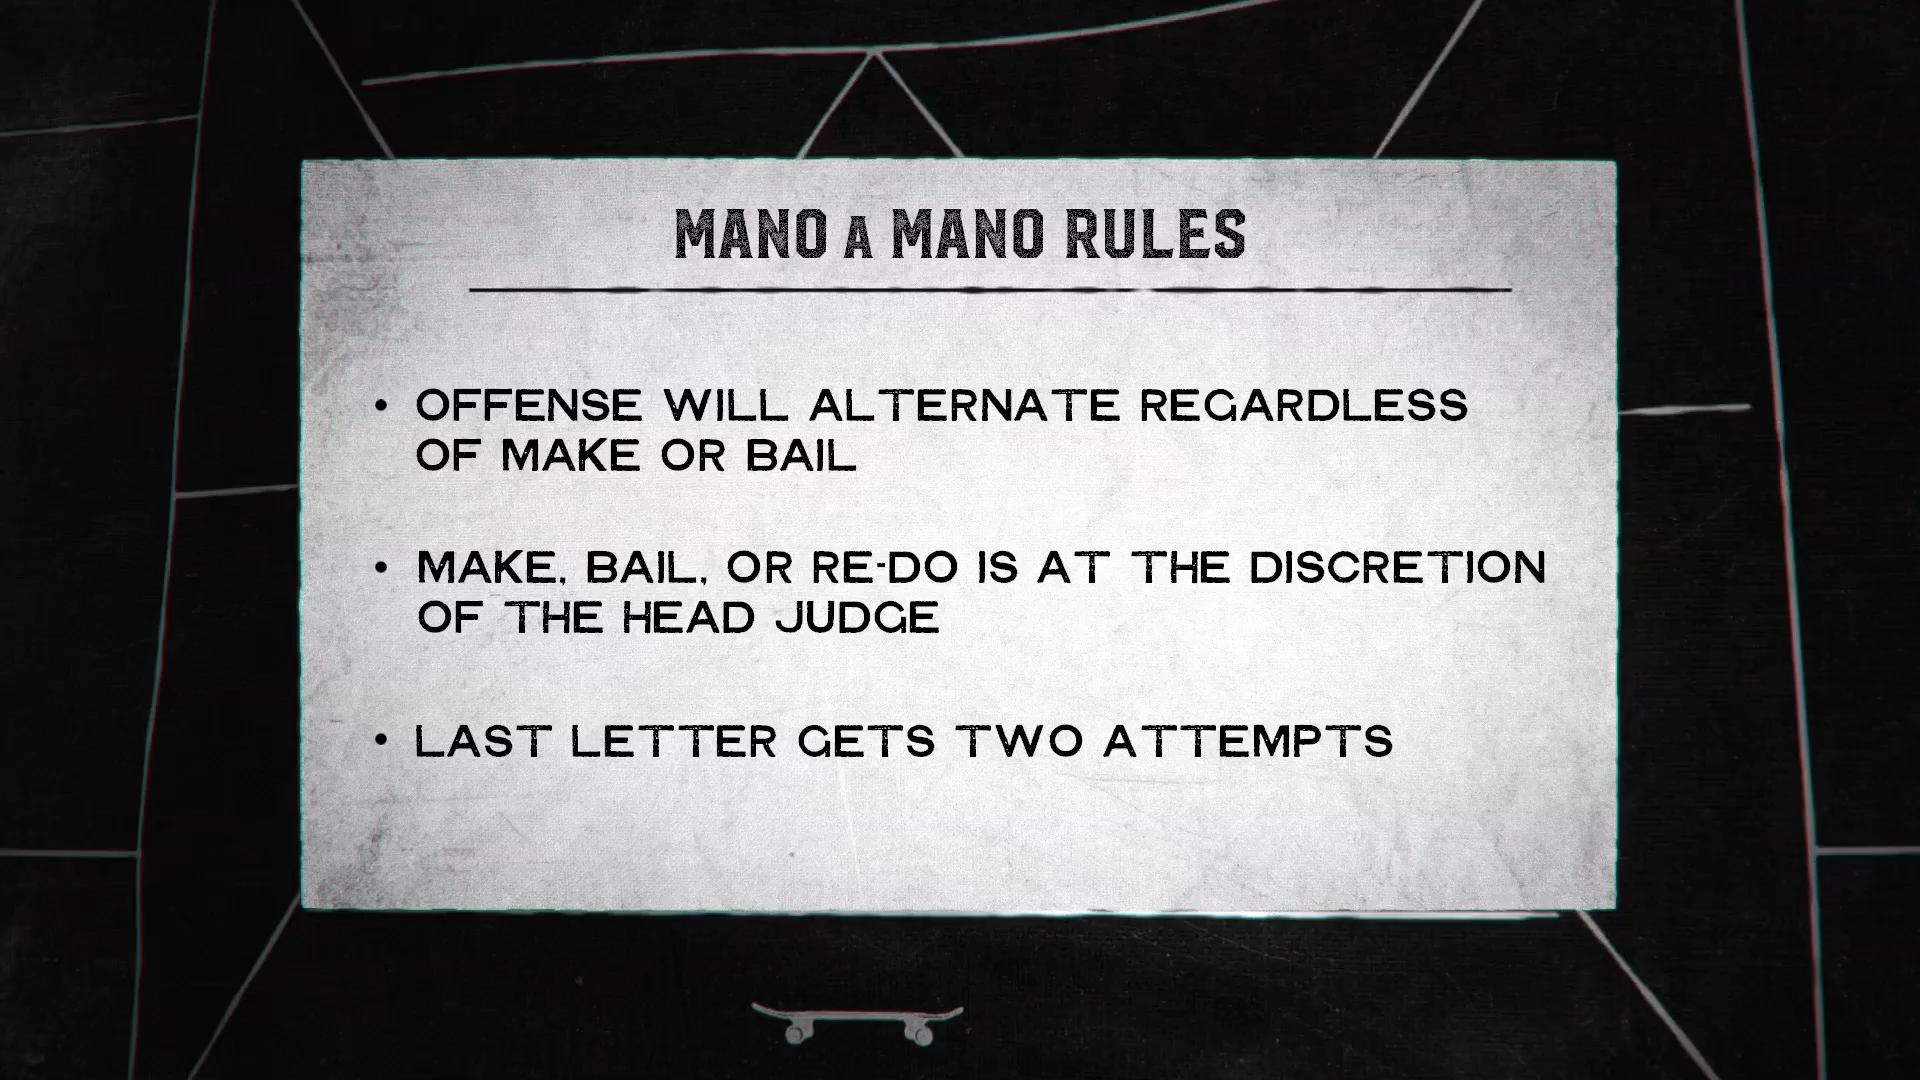 MANO A MANO RULES
• OFFENSE WILL ALTERNATE REGARDLESS
OF MAKE OR BAIL
• MAKE, BAIL, OR RE-DO IS AT THE DISCRETION
OF THE HEAD JUDGE
• LAST LETTER GETS TWO ATTEMPTS